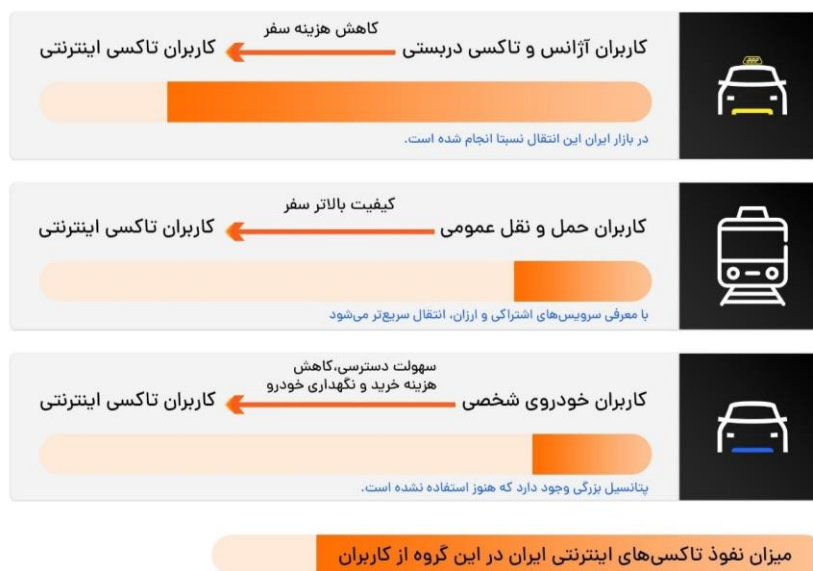 کاهش هزینه سفر
کاربران آژانس و تاکسی دربستی
کاربران تاکسی اینترنتی
در بازار ایران این انتقال نسبتا انجام شده است.
کیفیت بالاتر سفر
کاربران حمل و نقل عمومی
کاربران تاکسی اینترنتی
با معرفی سرویس‌های اشتراکی و ارزان، انتقال سریع‌تر می‌شود
سهولت دسترسی،کاهش
هزینه خرید و نگهداری خودرو
کاربران خودروی شخصی
کاربران تاکسی اینترنتی
پتانسیل بزرگی وجود دارد که هنوز استفاده نشده است.
میزان نفوذ تاکسی‌های اینترنتی ایران در این گروه از کاربران